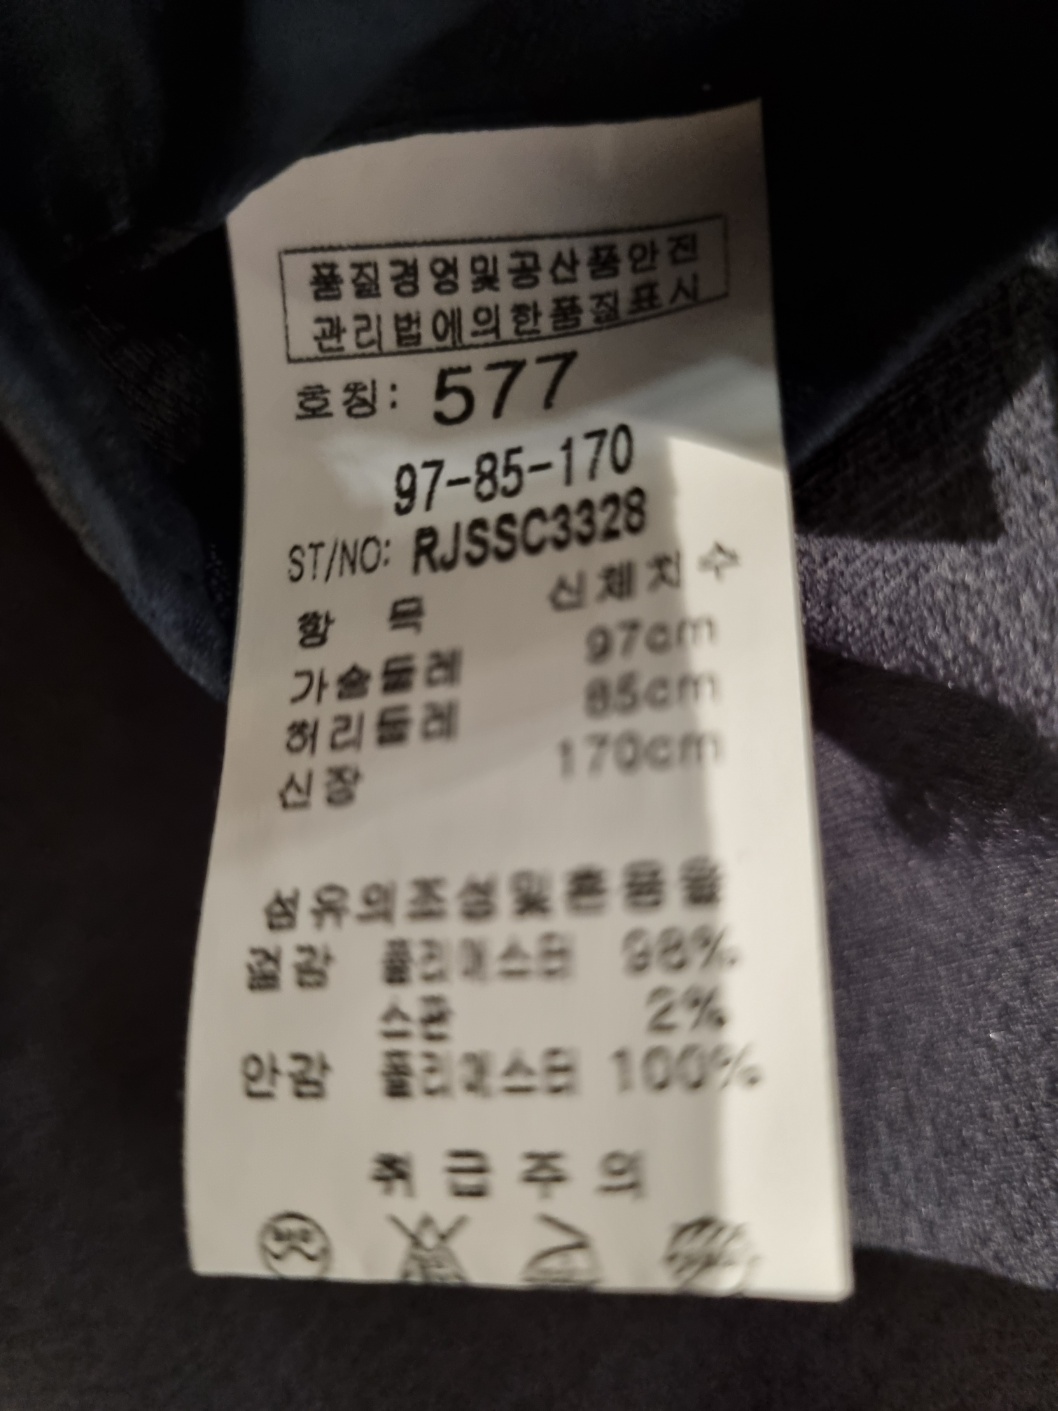 품질경영및공산품안전
관리법에의한품질표시
호칭: 577
97-85-170
ST/NO: RJSSC3328
항 목 신체치수
가슴둘레 97cm
허리둘레 85cm
신장 170cm
섬유의조성및혼용율
겉감 폴리에스터 98%
스판 2%
안감 폴리에스터 100%
취급주의